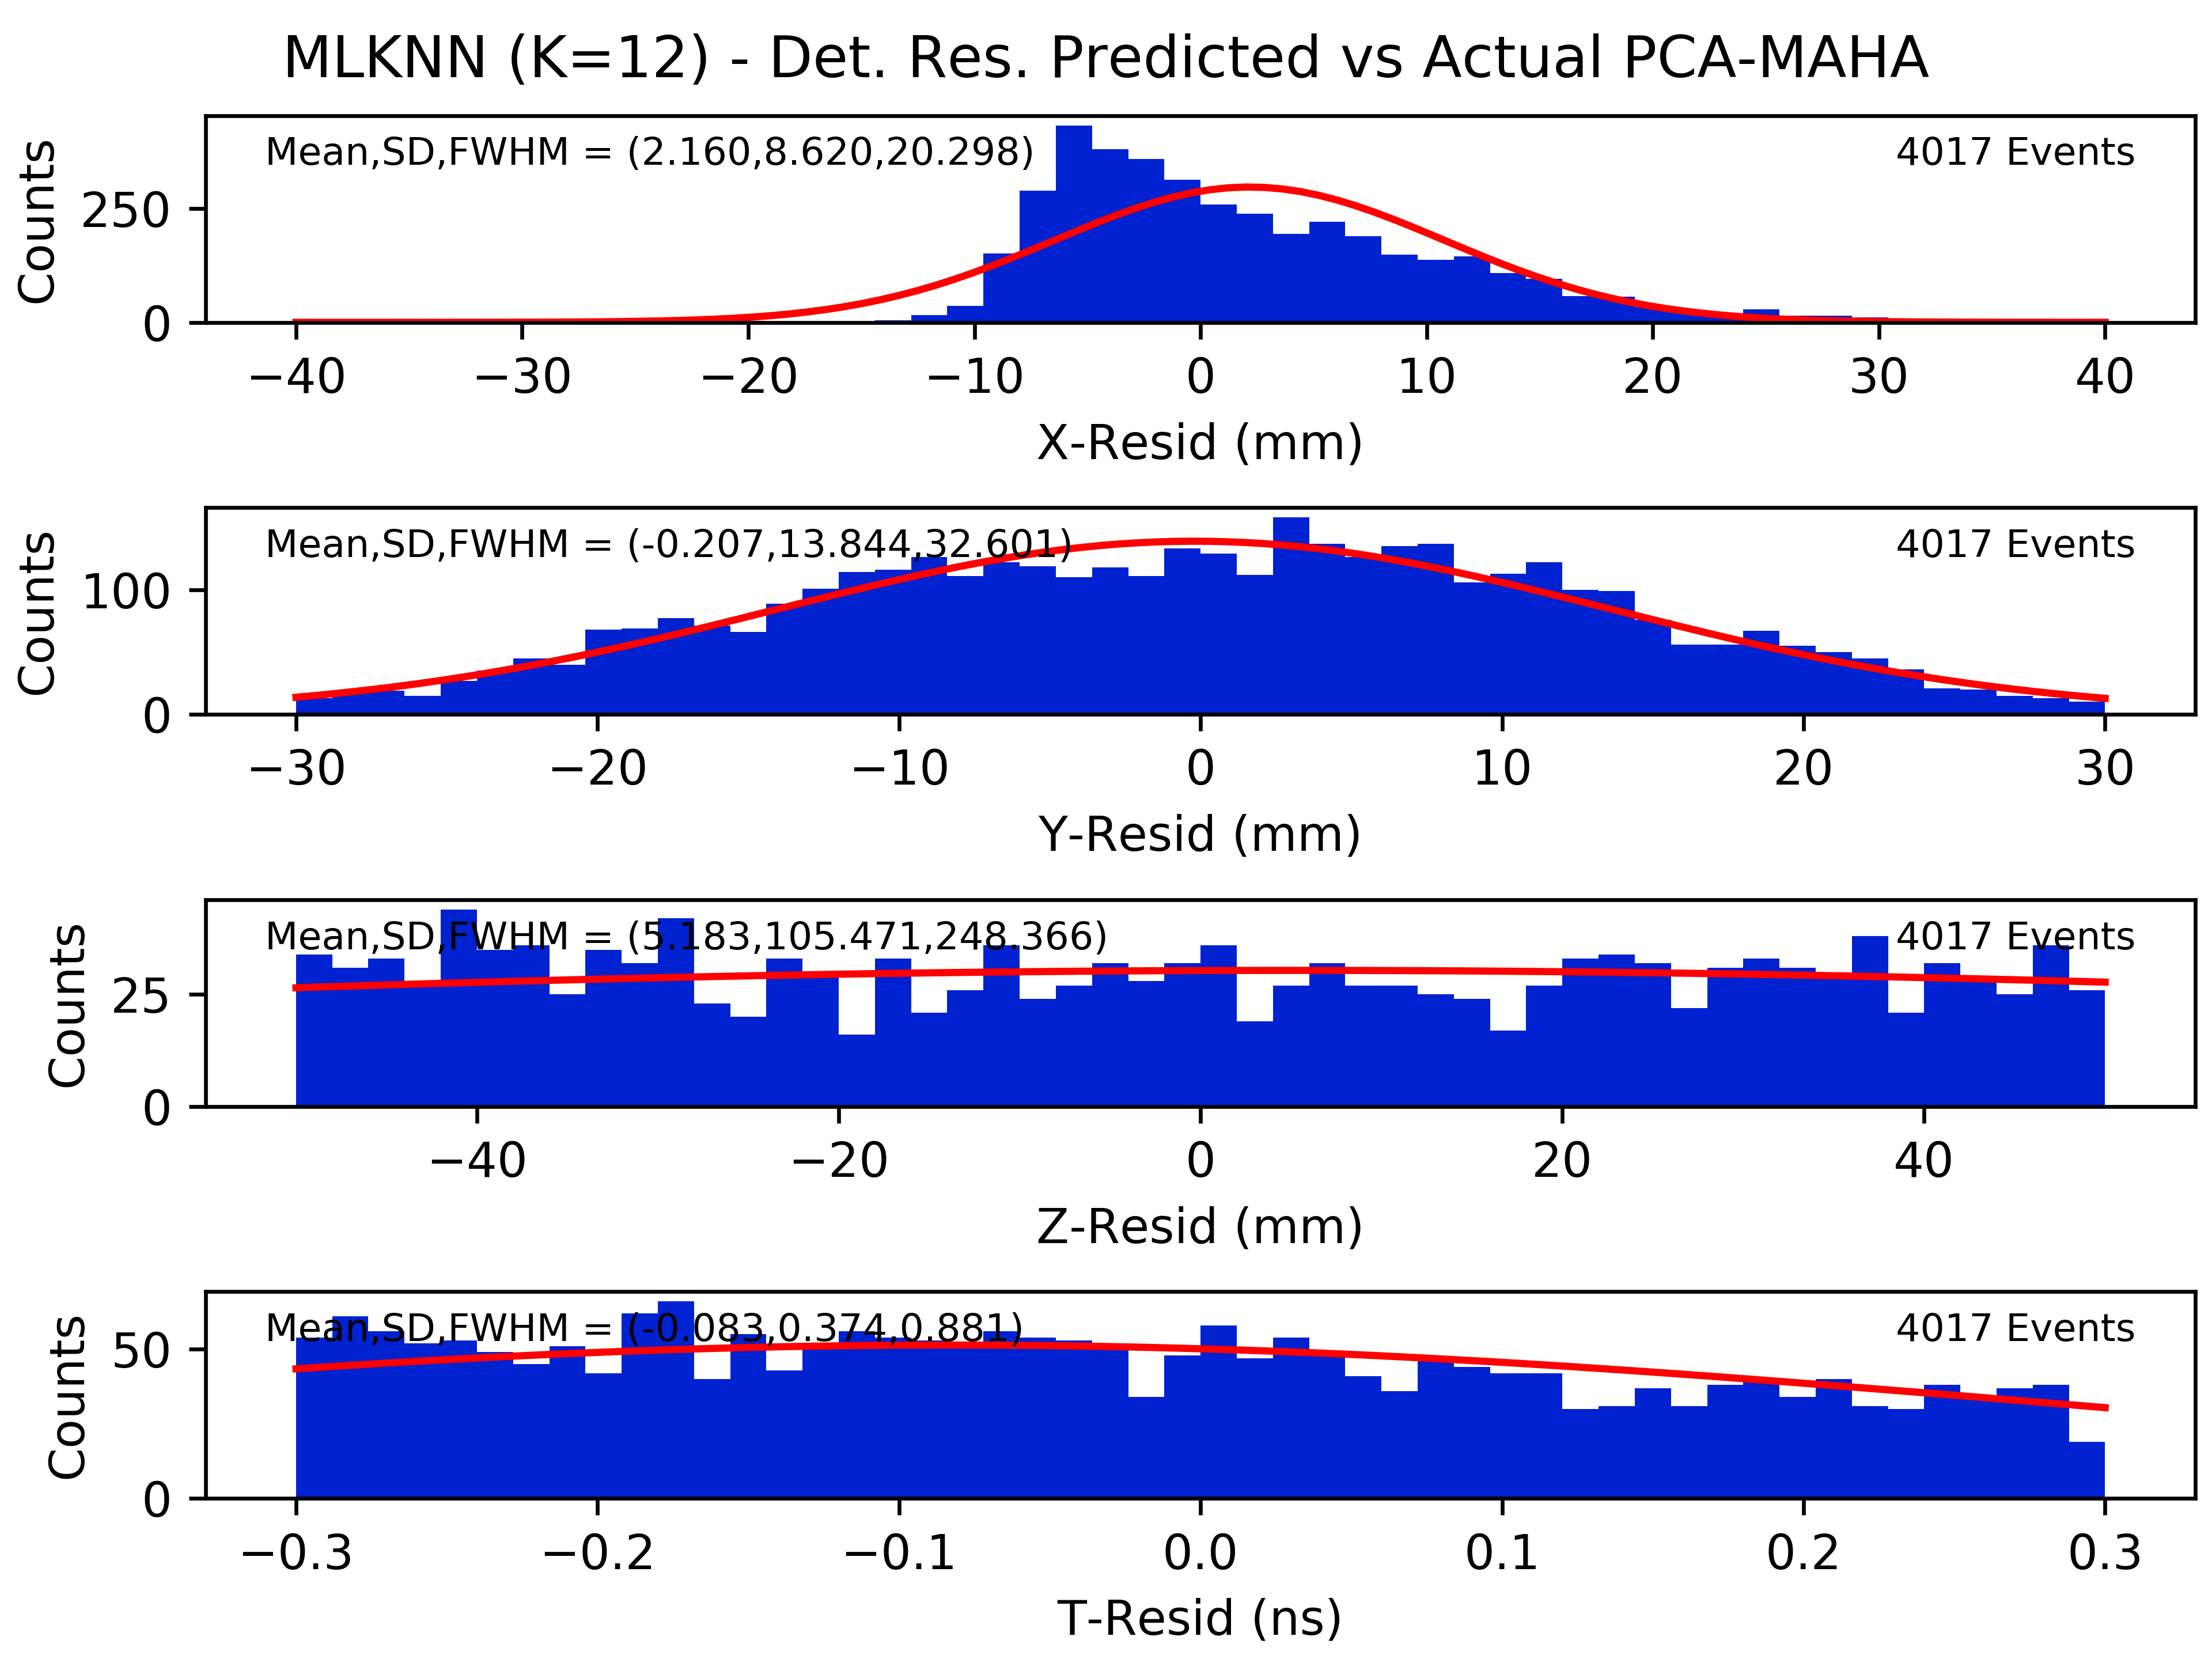 MLKNN (K=12) - Det. Res. Predicted vs Actual PCA-MAHA
Mean,SD,FWHM = (2.160,8.620,20.298)
4017 Events
Counts
250
0
−40 −30 −20 −10 0 10 20 30 40
X-Resid (mm)
Mean,SD,FWHM = (-0.207,13.844,32.601)
4017 Events
Counts
100
0
−30 −20 −10 0 10 20 30
Y-Resid (mm)
Mean,SD,FWHM = (5.183,105.471,248.366)
4017 Events
Counts
25
0
−40 −20 0 20 40
Z-Resid (mm)
Mean,SD,FWHM = (-0.083,0.374,0.881)
4017 Events
Counts
50
0
−0.3 −0.2 −0.1 0.0 0.1 0.2 0.3
T-Resid (ns)